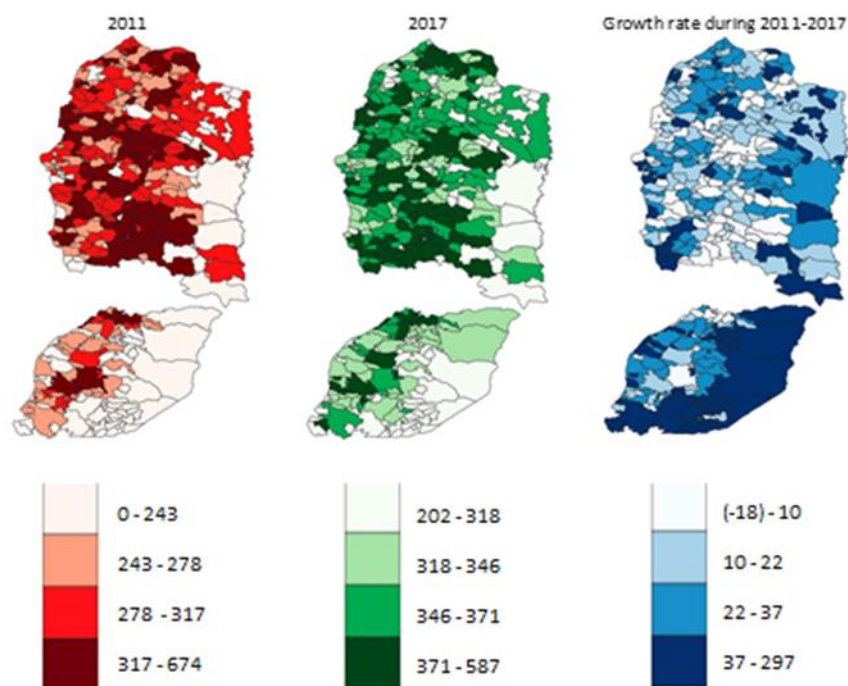 2011
2017
Growth rate during 2011-2017
0 - 243
243 - 278
278 - 317
317 - 674
202 - 318
318 - 346
346 - 371
371 - 587
(-18) - 10
10 - 22
22 - 37
37 - 297